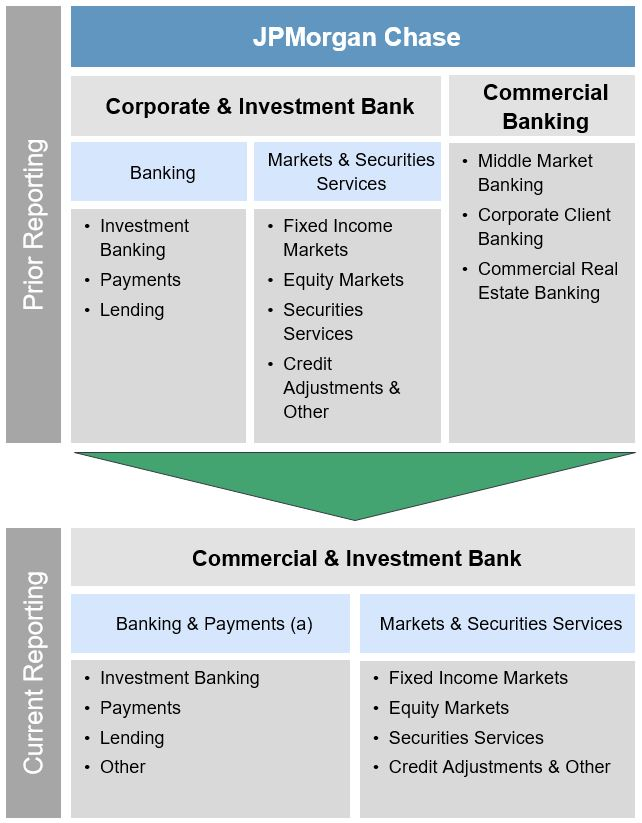 Prior Reporting
JPMorgan Chase
Corporate & Investment Bank
Banking
• Investment
Banking
• Payments
• Lending
Markets & Securities
Services
• Fixed Income
Markets
• Equity Markets
• Securities
Services
• Credit
Adjustments &
Other
Commercial
Banking
• Middle Market
Banking
• Corporate Client
Banking
• Commercial Real
Estate Banking
Current Reporting
Commercial & Investment Bank
Banking & Payments (a)
• Investment Banking
• Payments
• Lending
• Other
Markets & Securities Services
• Fixed Income Markets
• Equity Markets
• Securities Services
• Credit Adjustments & Other